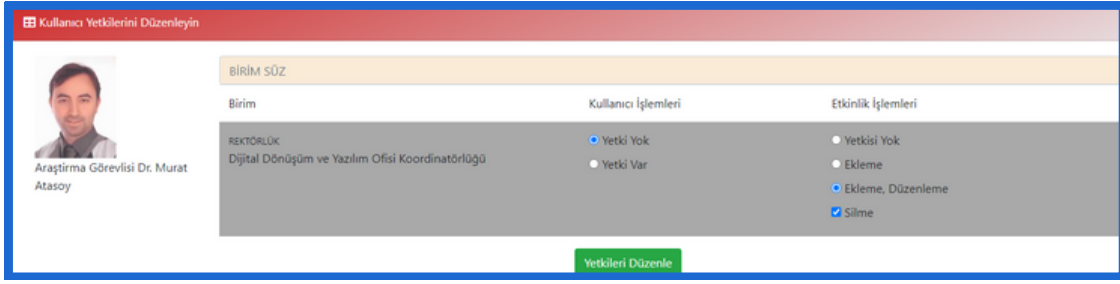 Kullanıcı Yetkilerini Düzenleyin
BİRİM SÜZ
Birim Kullanıcı İşlemleri Etkinlik İşlemleri
REKTÖRLÜK
Dijital Dönüşüm ve Yazılım Ofisi Koordinatörlüğü
Yetki Yok
Yetki Var
Yetkisi Yok
Ekleme
Ekleme, Düzenleme
Silme
Araştirma Görevlisi Dr. Murat
Atasoy
Yetkileri Düzenle